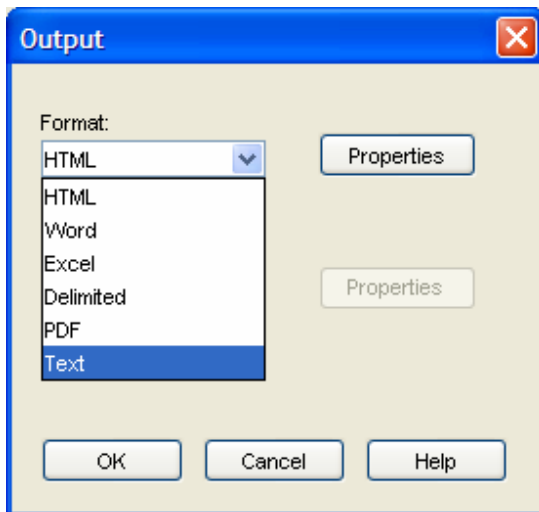 Output
Format:
HTML
Properties
HTML
Word
Excel
Delimited
Properties
PDF
Text
OK
Cancel
Help